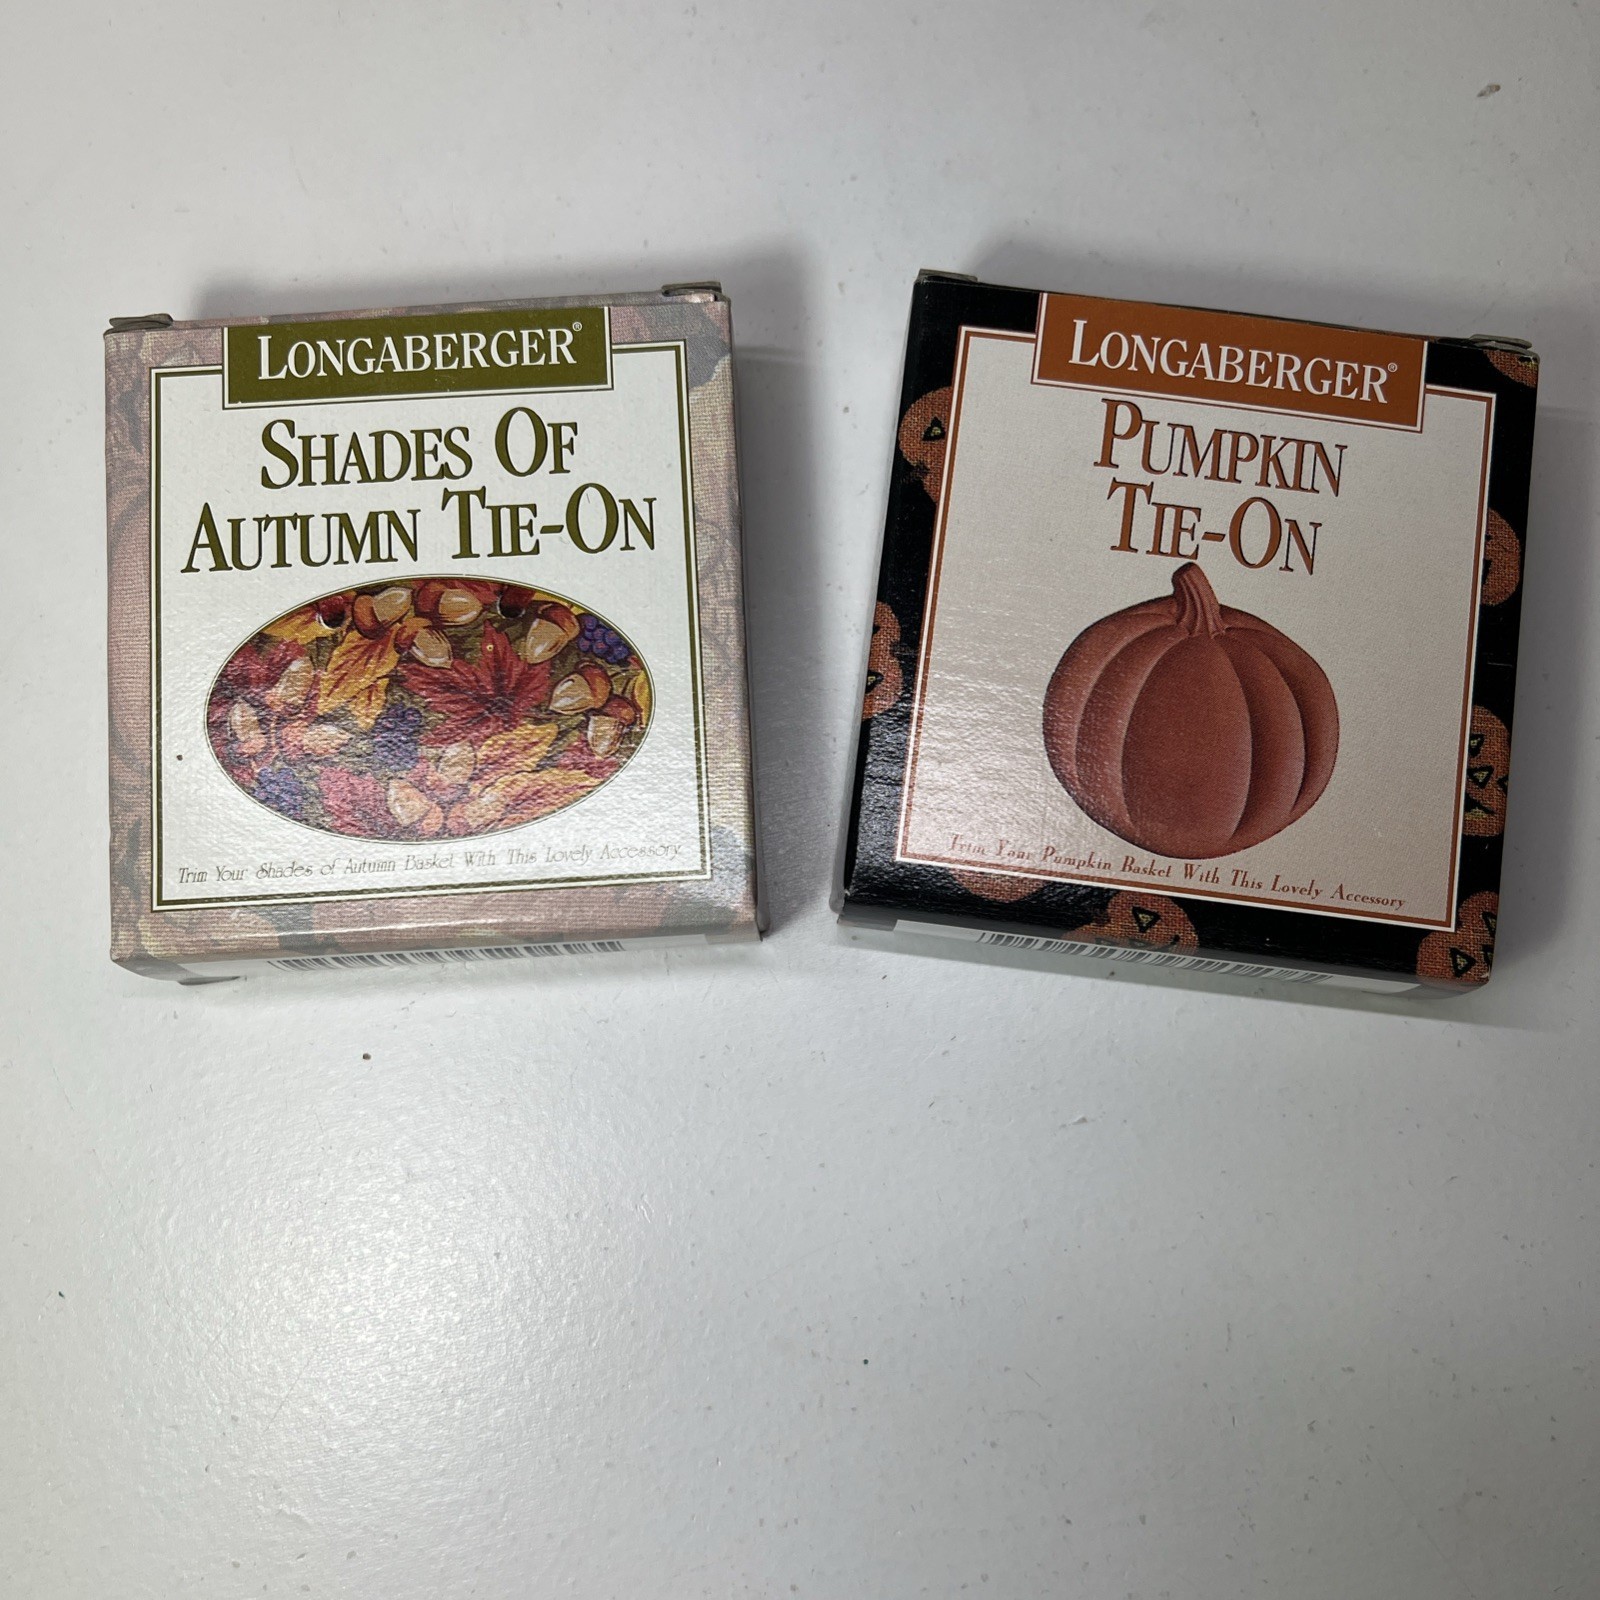 LONGABERGER®
SHADES OF
AUTUMN TIE-ON
Trim Your Shades of Autumn Basket With This Lovely Accessory
LONGABERGER®
PUMPKIN
TIE-ON
Trim Your Pumpkin Basket With This Lovely Accessory